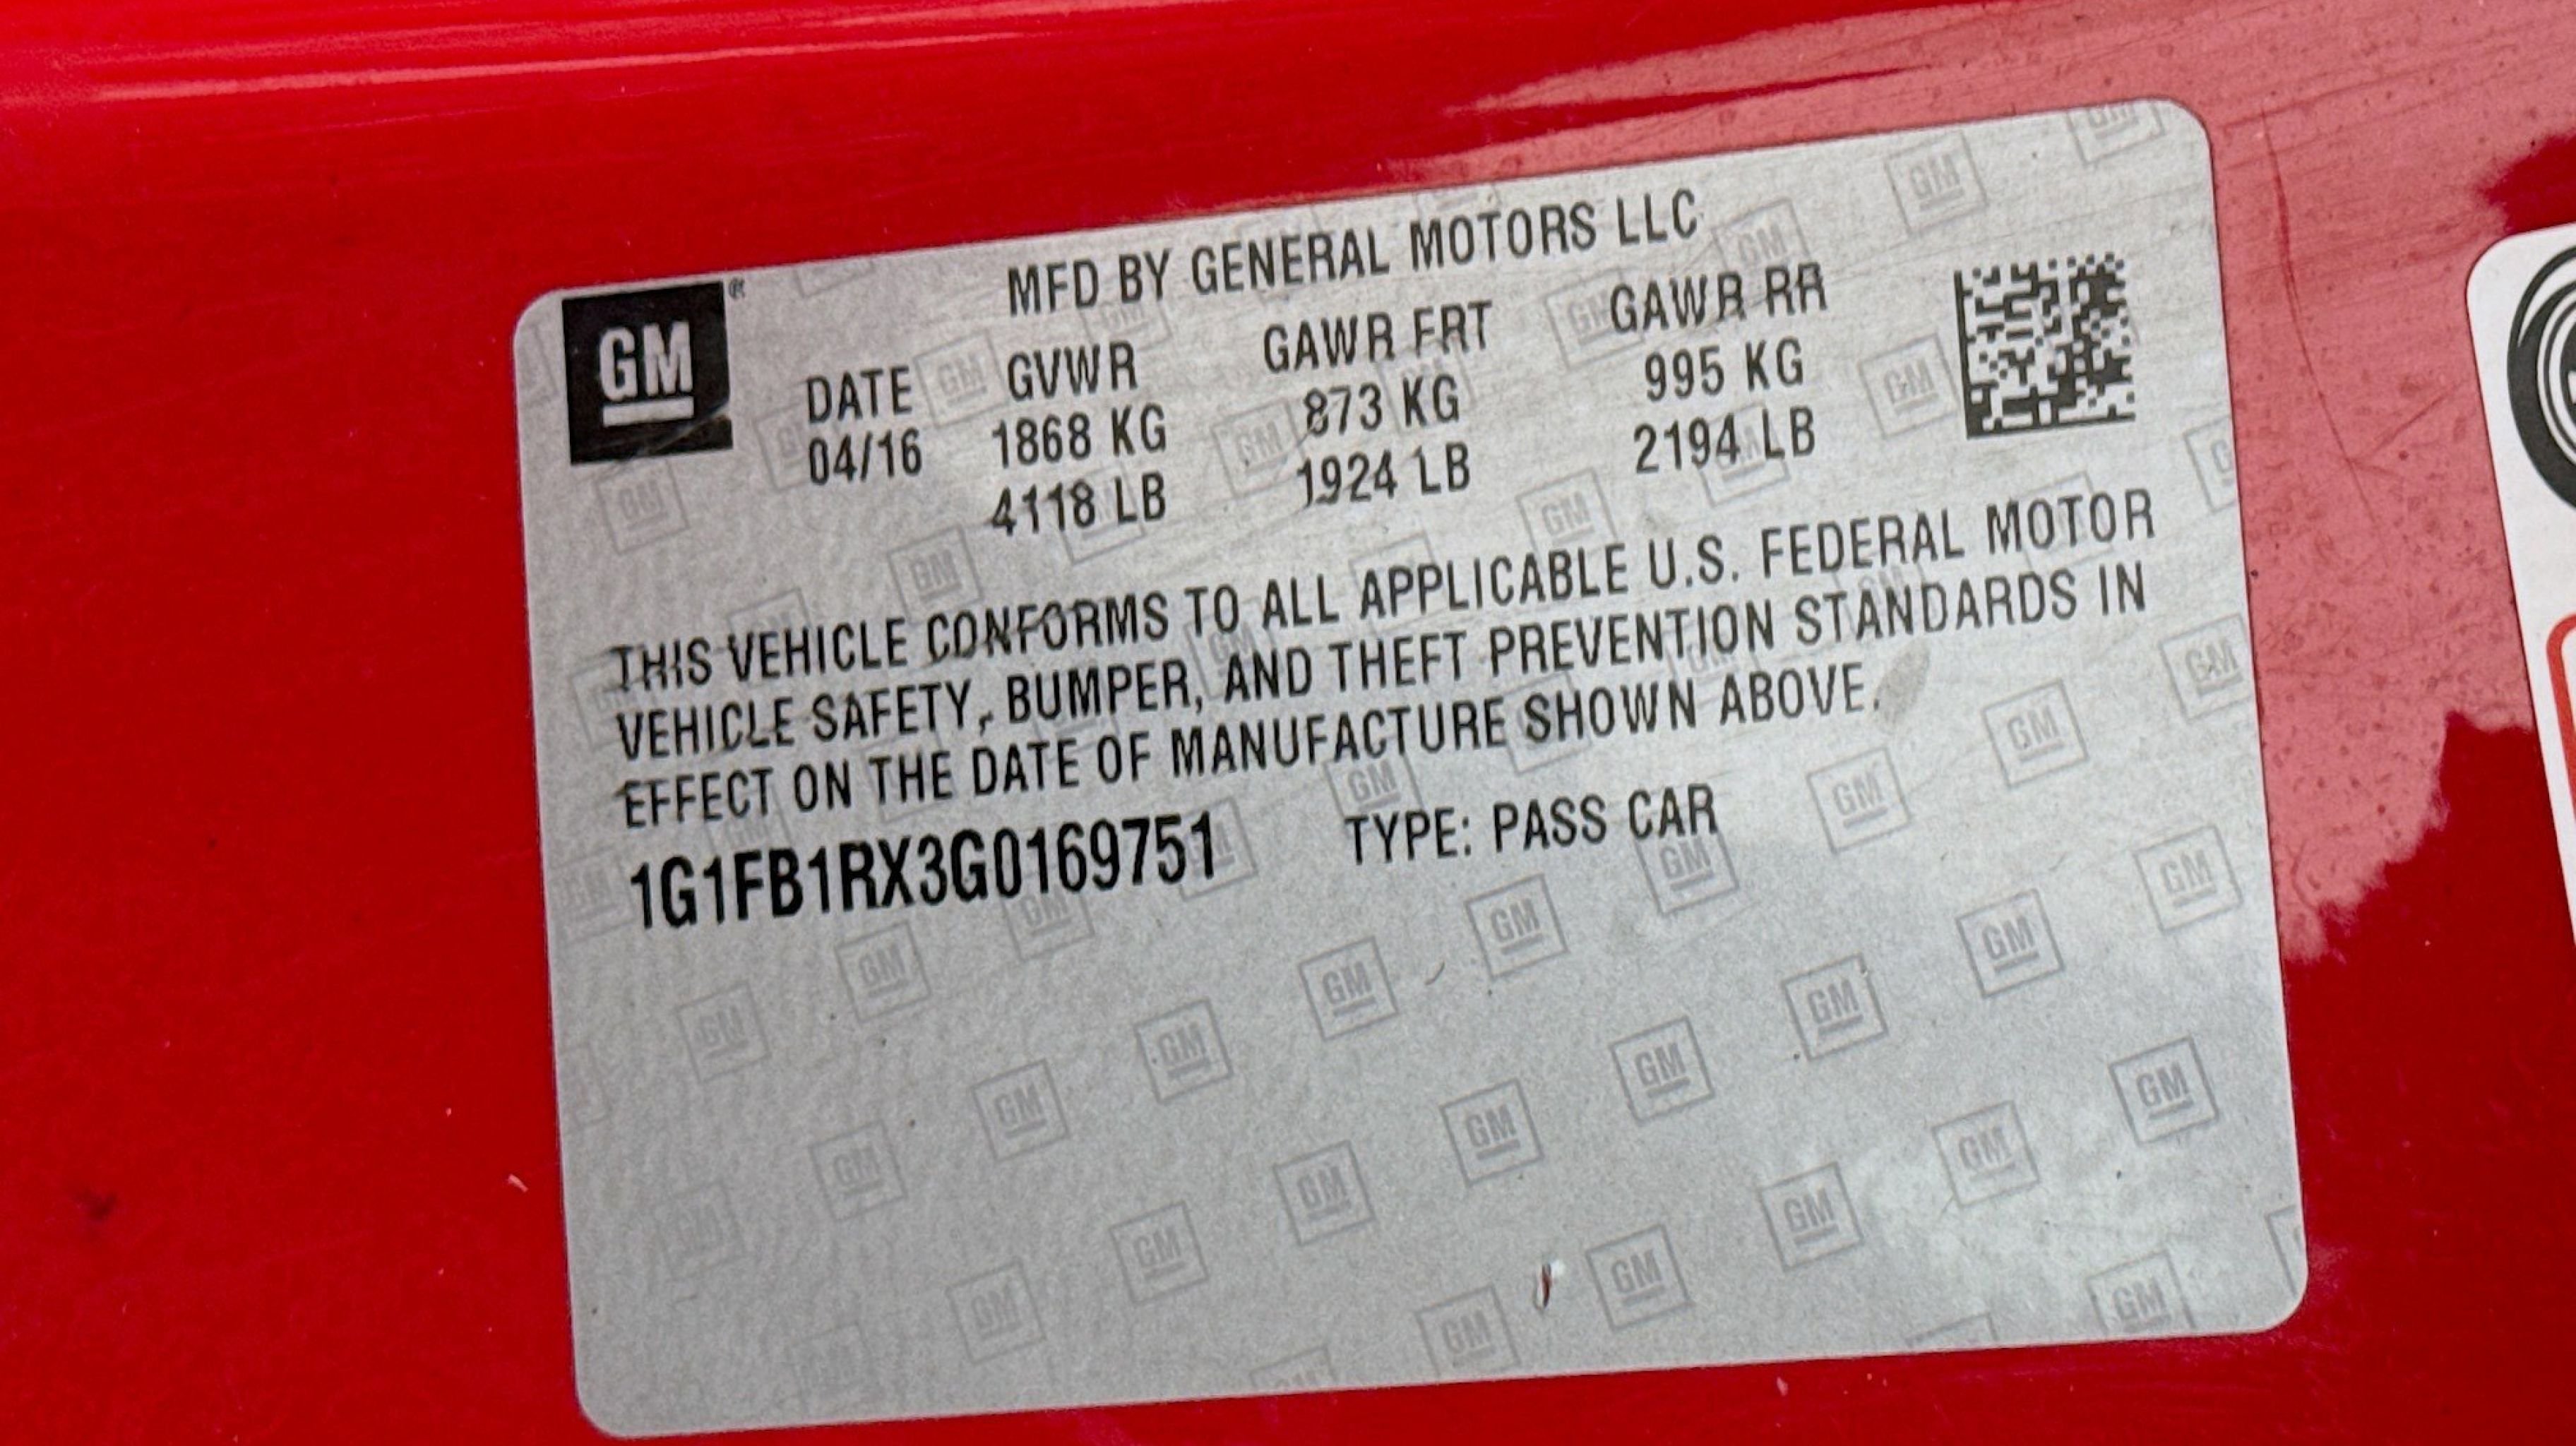 GM®
MFD BY GENERAL MOTORS LLC
DATE GVWR GAWR FRT GAWR RR
04/16 1868 KG 873 KG 995 KG
4118 LB 1924 LB 2194 LB
THIS VEHICLE CONFORMS TO ALL APPLICABLE U.S. FEDERAL MOTOR
VEHICLE SAFETY, BUMPER, AND THEFT PREVENTION STANDARDS IN
EFFECT ON THE DATE OF MANUFACTURE SHOWN ABOVE.
1G1FB1RX3G0169751 TYPE: PASS CAR